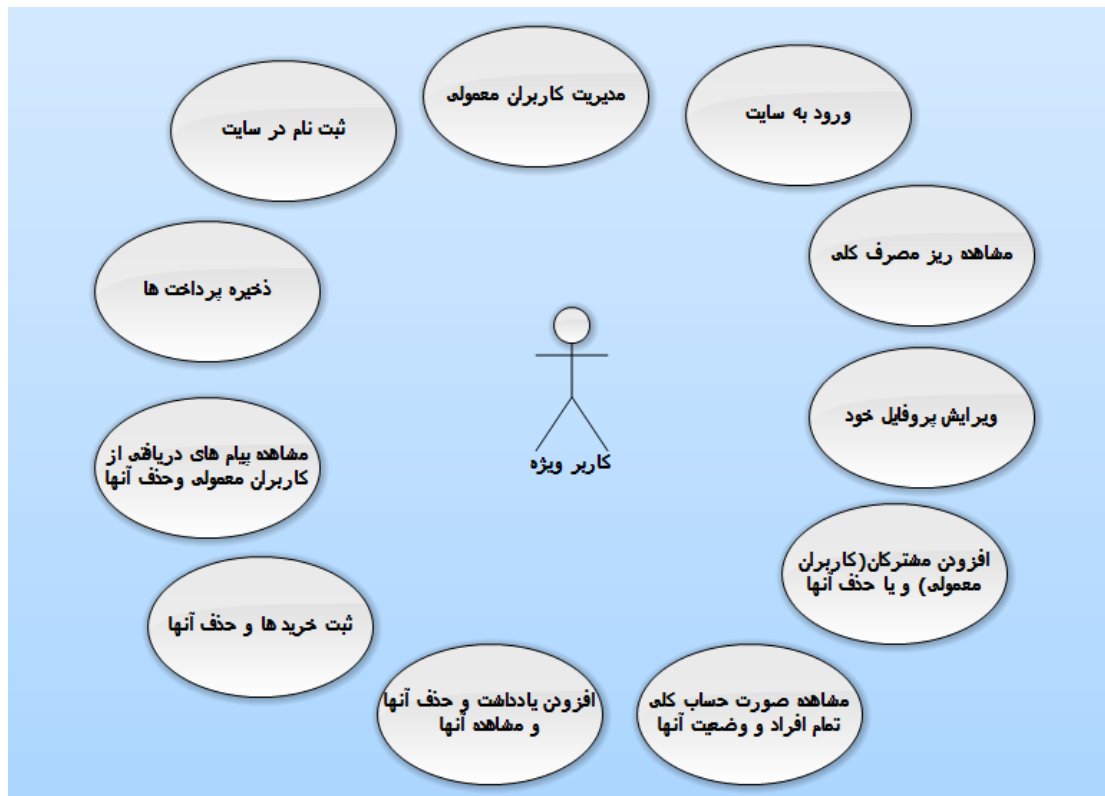 مدیریت کاربران معمولی
ورود به سایت
ثبت نام در سایت
مشاهده ریز مصرف کلی
ذخیره پرداخت ها
ویرایش پروفایل خود
کاربر ویژه
مشاهده پیام های دریافتی از
کاربران معمولی وحذف آنها
افزودن مشترکان(کاربران
معمولی) و یا حذف آنها
ثبت خرید ها و حذف آنها
مشاهده صورت حساب کلی
تمام افراد و وضعیت آنها
افزودن یادداشت و حذف آنها
و مشاهده آنها